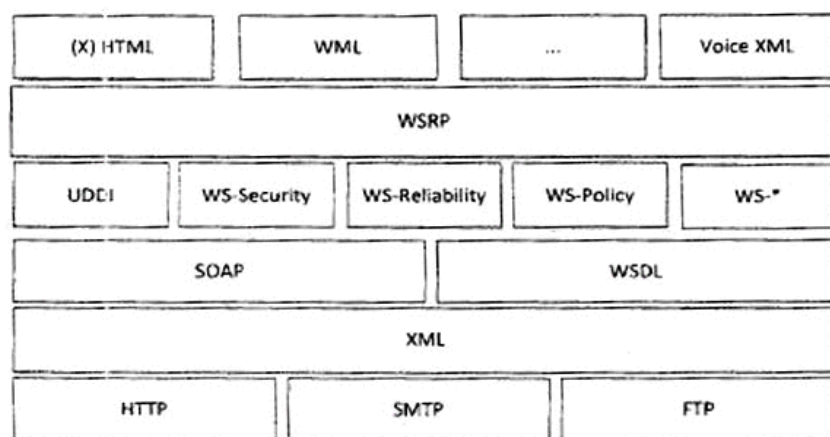 (X) HTML WML ... Voice XML
WSRP
UDDI WS-Security WS-Reliability WS-Policy WS-*
SOAP WSDL
XML
HTTP SMTP FTP